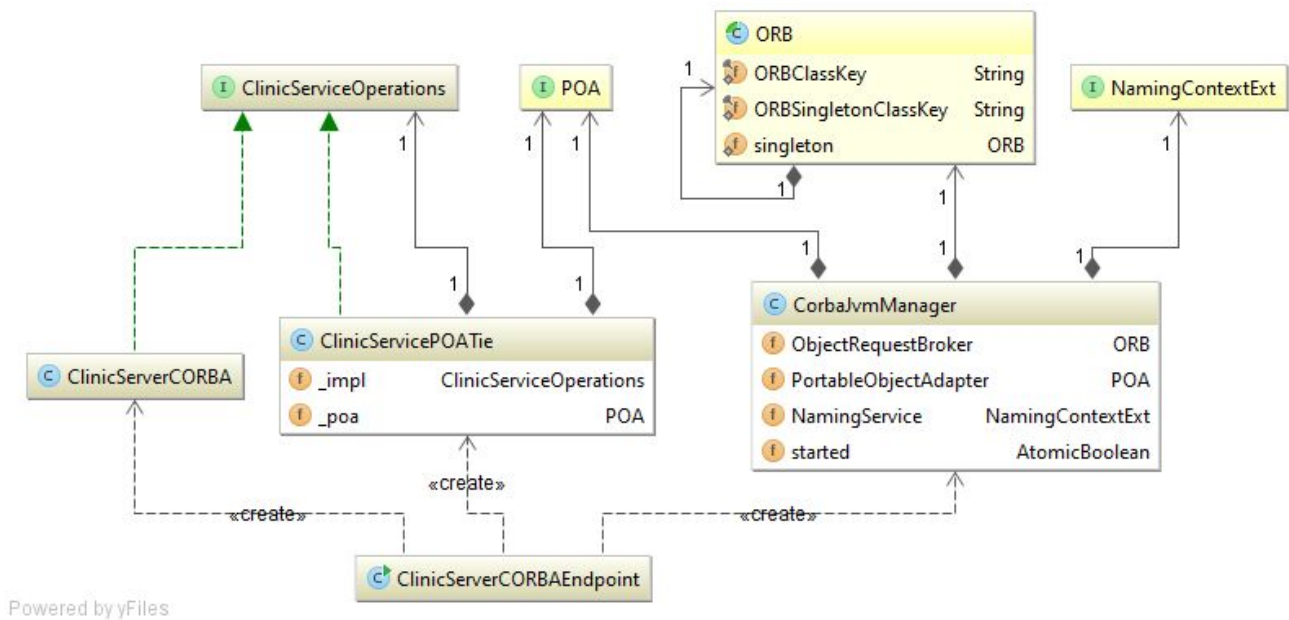 ORB
ORBClassKey String
ORBSingletonClassKey String
singleton ORB
1
1
ClinicServiceOperations
POA
NamingContextExt
1
1
1
1
1
1
1
1
1
1
CorbaJvmManager
ObjectRequestBroker ORB
PortableObjectAdapter POA
NamingService NamingContextExt
started AtomicBoolean
ClinicServicePOATie
_impl ClinicServiceOperations
_poa POA
ClinicServerCORBA
«create»
«create»
«create»
ClinicServerCORBAEndpoint
Powered by yFiles